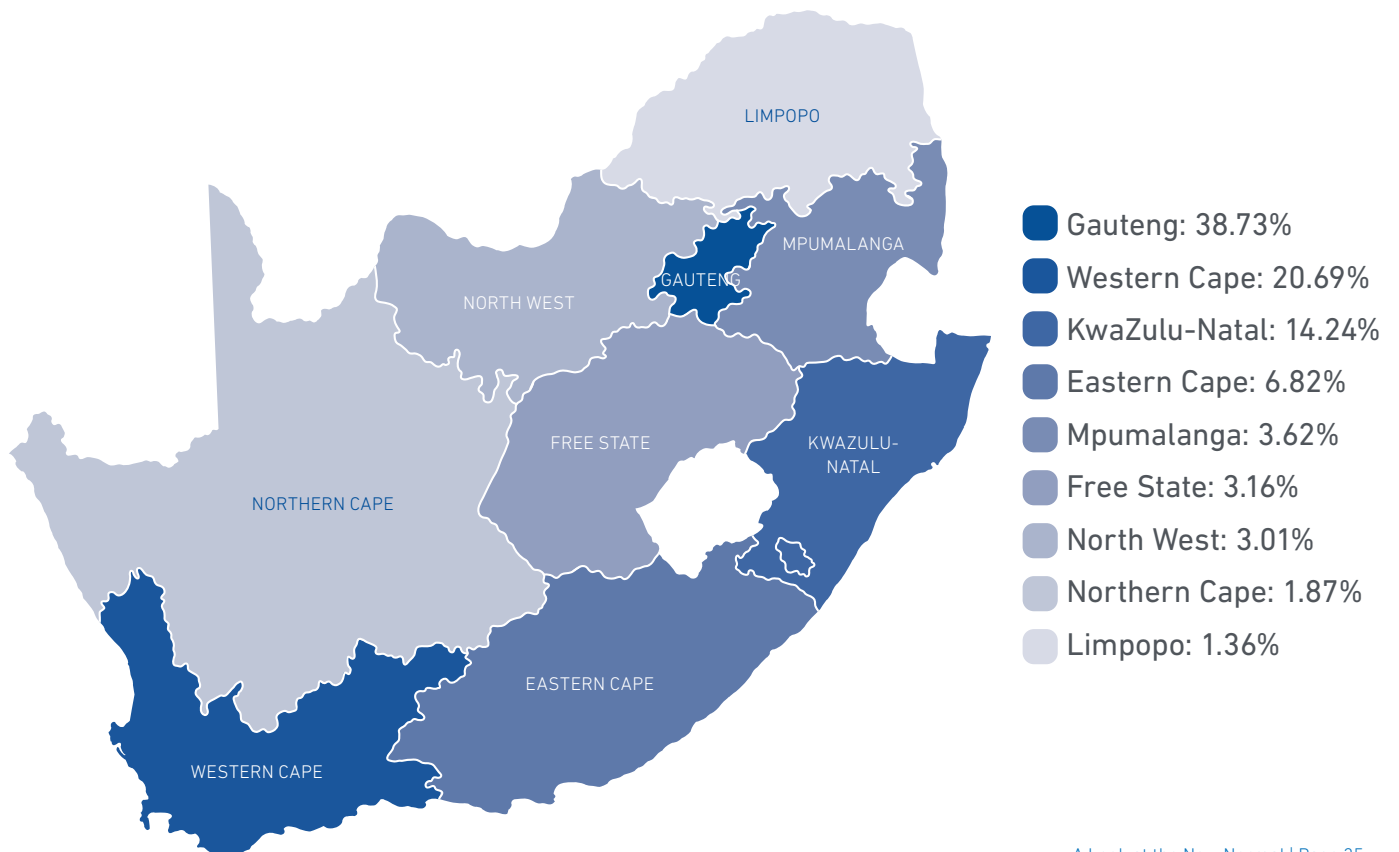 LIMPOPO
MPUMALANGA
GAUTENG
NORTH WEST
FREE STATE
KWAZULU-
NATAL
NORTHERN CAPE
EASTERN CAPE
WESTERN CAPE
Gauteng: 38.73%
Western Cape: 20.69%
KwaZulu-Natal: 14.24%
Eastern Cape: 6.82%
Mpumalanga: 3.62%
Free State: 3.16%
North West: 3.01%
Northern Cape: 1.87%
Limpopo: 1.36%